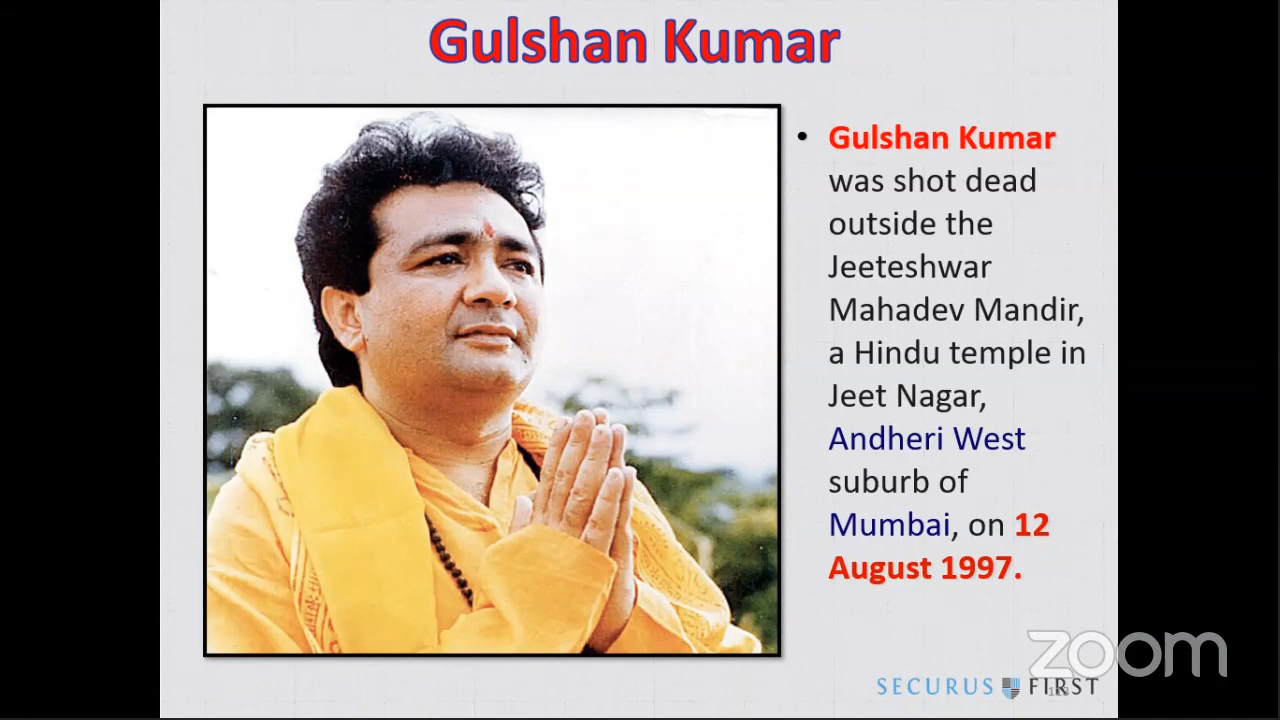 Gulshan Kumar
• Gulshan Kumar
was shot dead
outside the
Jeeteshwar
Mahadev Mandir,
a Hindu temple in
Jeet Nagar,
Andheri West
suburb of
Mumbai, on 12
August 1997.
zoom
SECURUS FIRST